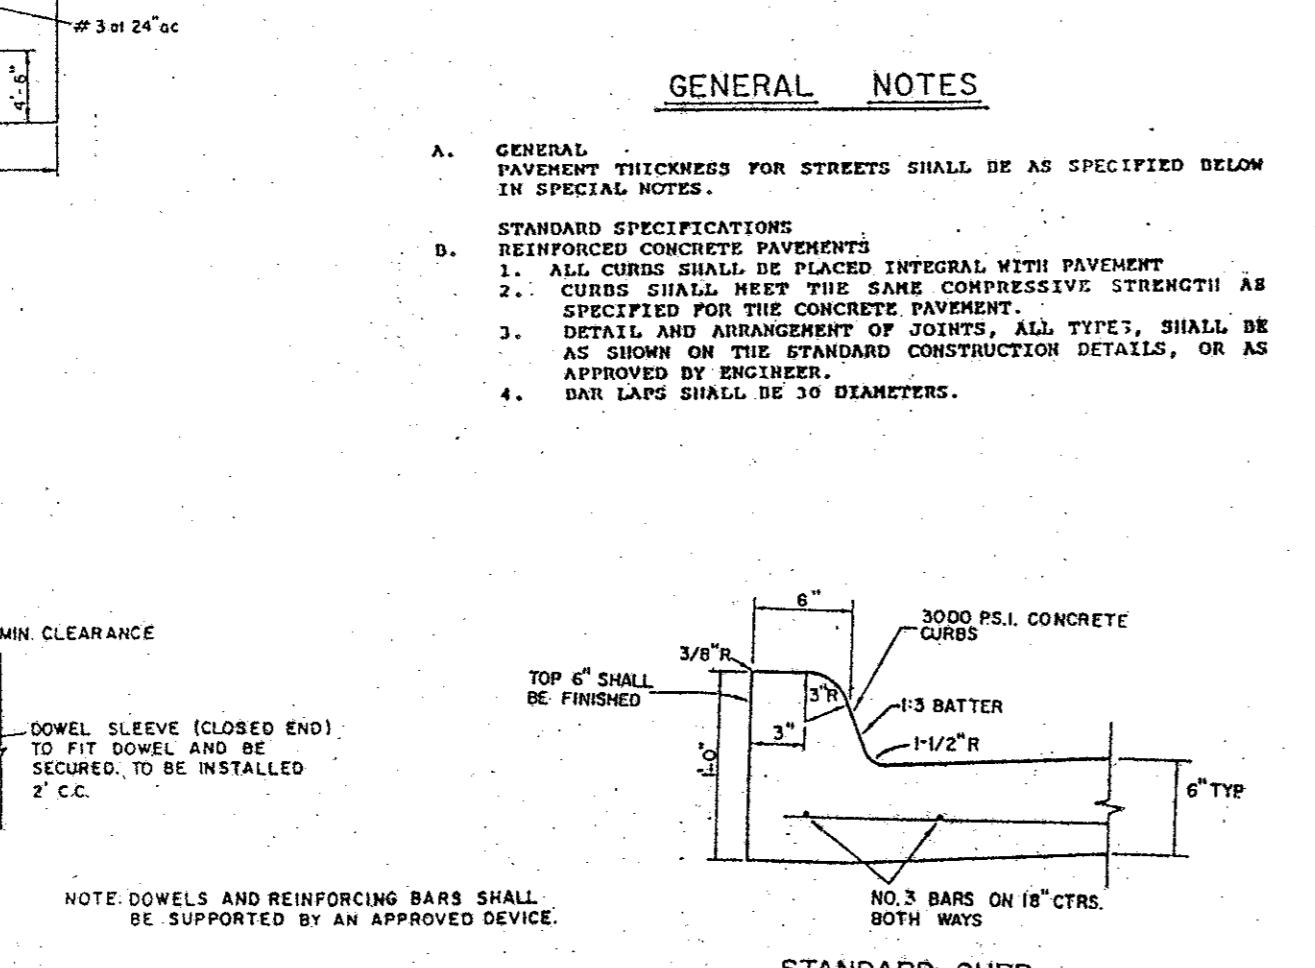 # 3 at 24"oc
4'-6"
GENERAL NOTES
A. GENERAL
PAVEMENT THICKNESS FOR STREETS SHALL BE AS SPECIFIED BELOW
IN SPECIAL NOTES.
STANDARD SPECIFICATIONS
B. REINFORCED CONCRETE PAVEMENTS
1. ALL CURBS SHALL BE PLACED INTEGRAL WITH PAVEMENT
2. CURBS SHALL MEET THE SAME COMPRESSIVE STRENGTH AS
SPECIFIED FOR THE CONCRETE PAVEMENT.
3. DETAIL AND ARRANGEMENT OF JOINTS, ALL TYPES, SHALL BE
AS SHOWN ON THE STANDARD CONSTRUCTION DETAILS, OR AS
APPROVED BY ENGINEER.
4. BAR LAPS SHALL BE 30 DIAMETERS.
MIN. CLEARANCE
DOWEL SLEEVE (CLOSED END)
TO FIT DOWEL AND BE
SECURED. TO BE INSTALLED
2' C.C.
NOTE: DOWELS AND REINFORCING BARS SHALL
BE SUPPORTED BY AN APPROVED DEVICE.
6"
3000 P.S.I. CONCRETE
CURBS
3/8"R
TOP 6" SHALL
BE FINISHED
3"R
1:3 BATTER
3"
1-1/2"R
1'-0"
6" TYP
NO. 3 BARS ON 18" CTRS.
BOTH WAYS
STANDARD CURB